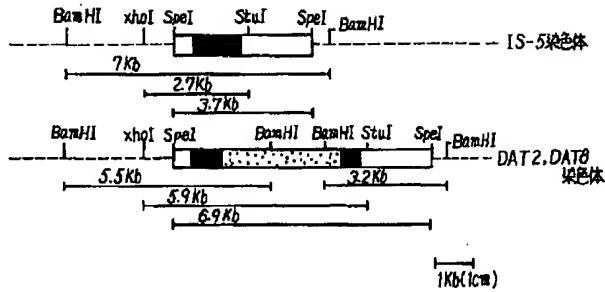 BamHI xhoI SpeI StuI SpeI BamHI
IS-5染色体
7Kb
2.7Kb
3.7Kb
BamHI xhoI SpeI BamHI BamHI StuI SpeI BamHI
DAT2,DAT8
染色体
5.5Kb 3.2Kb
5.9Kb
6.9Kb
1Kb(1cm)